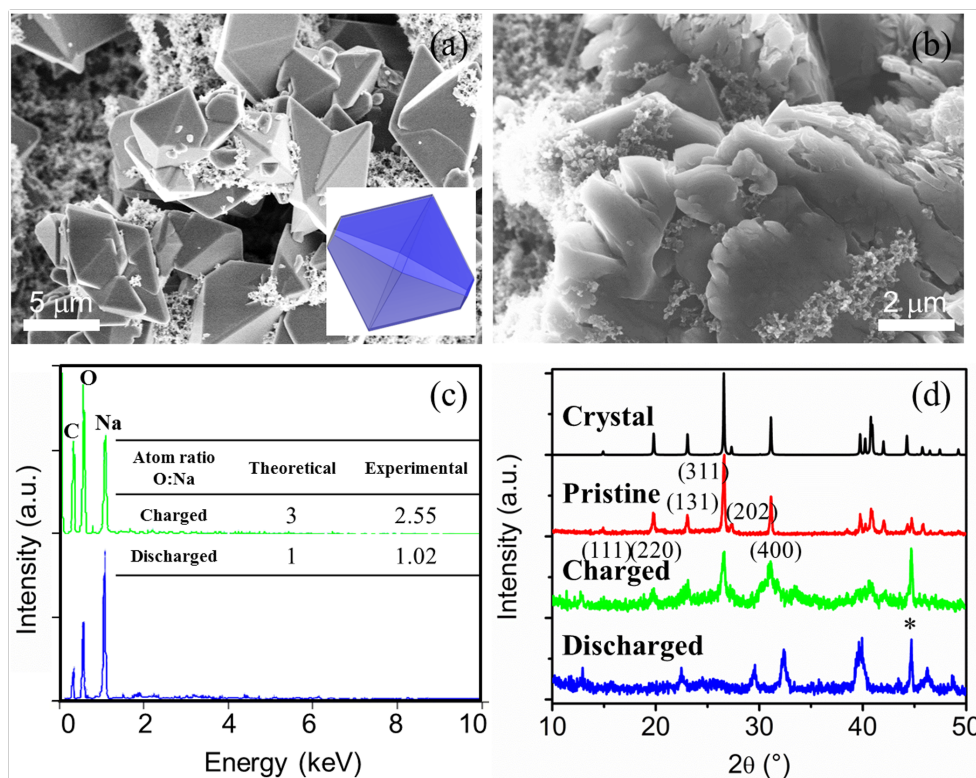 (a)
5 μm
(b)
2 μm
(c)
O
C
Na
Atom ratio O:Na Theoretical Experimental
Charged 3 2.55
Discharged 1 1.02
Intensity (a.u.)
0 2 4 6 8 10
Energy (keV)
(d)
Crystal
(311)
Pristine
(131)
(202)
(111) (220) (400)
Charged
*
Discharged
Intensity (a.u.)
10 20 30 40 50
2θ (°)